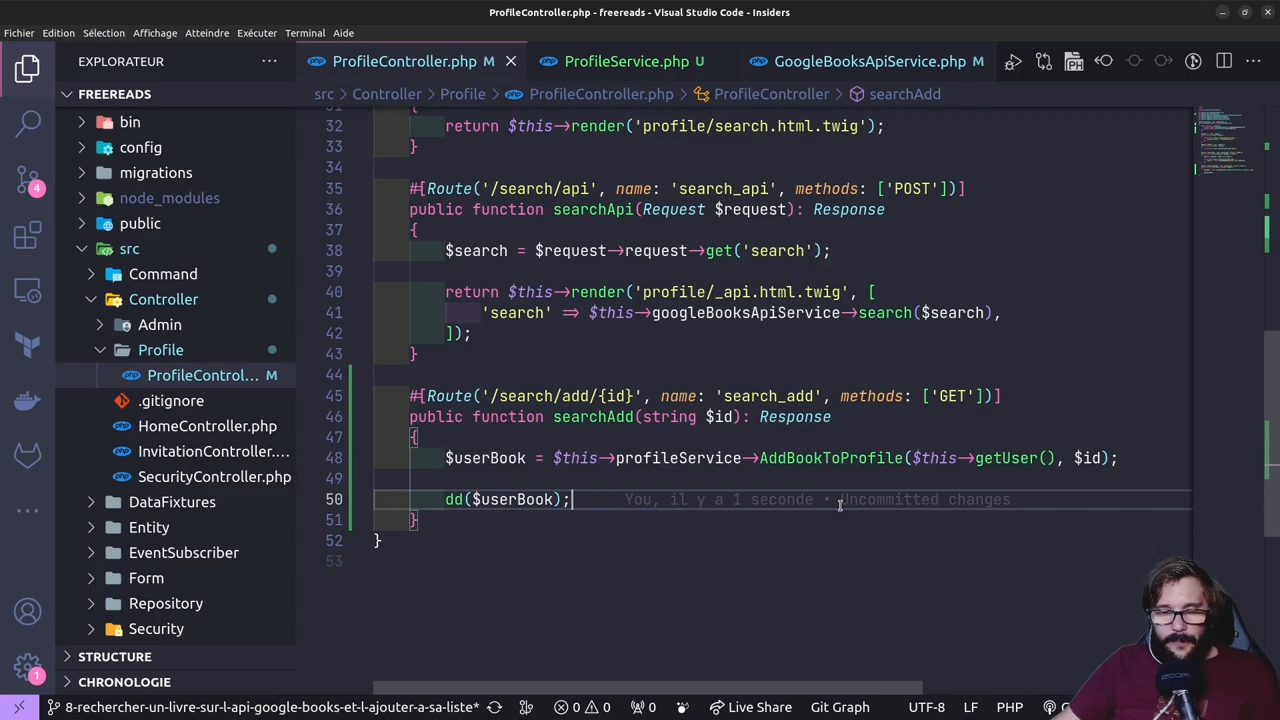 ProfileController.php - freereads - Visual Studio Code - Insiders
Fichier Edition Sélection Affichage Atteindre Exécuter Terminal Aide
EXPLORATEUR
ProfileController.php M
ProfileService.php U
GoogleBooksApiService.php M
src > Controller > Profile > ProfileController.php > ProfileController > searchAdd
FREEREADS
bin
config
migrations
node_modules
public
src
Command
Controller
Admin
Profile
ProfileControl... M
.gitignore
HomeController.php
InvitationController....
SecurityController.php
DataFixtures
Entity
EventSubscriber
Form
Repository
Security
STRUCTURE
CHRONOLOGIE
4
1
31 {
32 return $this→render('profile/search.html.twig');
33 }
34
35 #[Route('/search/api', name: 'search_api', methods: ['POST'])]
36 public function searchApi(Request $request): Response
37 {
38 $search = $request→request→get('search');
39
40 return $this→render('profile/_api.html.twig', [
41 'search' ⇒ $this→googleBooksApiService→search($search),
42 ]);
43 }
44
45 #[Route('/search/add/{id}', name: 'search_add', methods: ['GET'])]
46 public function searchAdd(string $id): Response
47 {
48 $userBook = $this→profileService→AddBookToProfile($this→getUser(), $id);
49
50 dd($userBook); You, il y a 1 seconde • Uncommitted changes
51 }
52 }
53
8-rechercher-un-livre-sur-l-api-google-books-et-l-ajouter-a-sa-liste* 0 0 0 Live Share Git Graph UTF-8 LF PHP